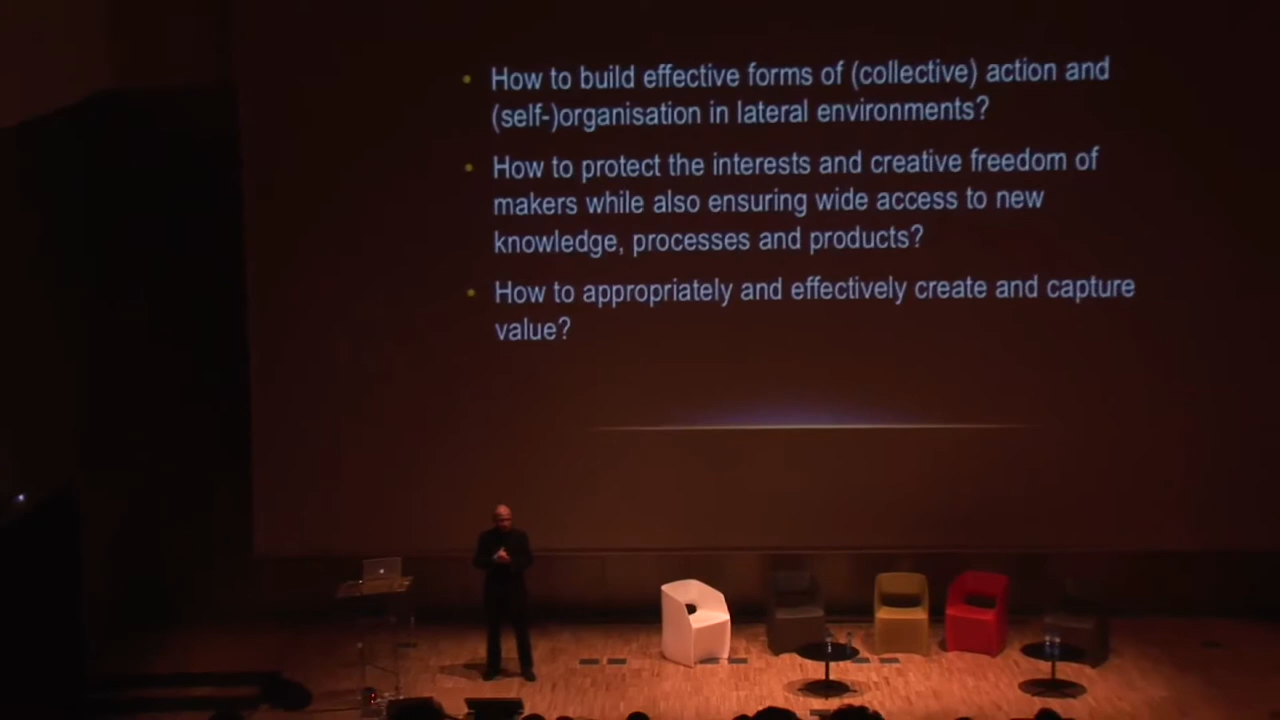 • How to build effective forms of (collective) action and
(self-)organisation in lateral environments?
• How to protect the interests and creative freedom of
makers while also ensuring wide access to new
knowledge, processes and products?
• How to appropriately and effectively create and capture
value?